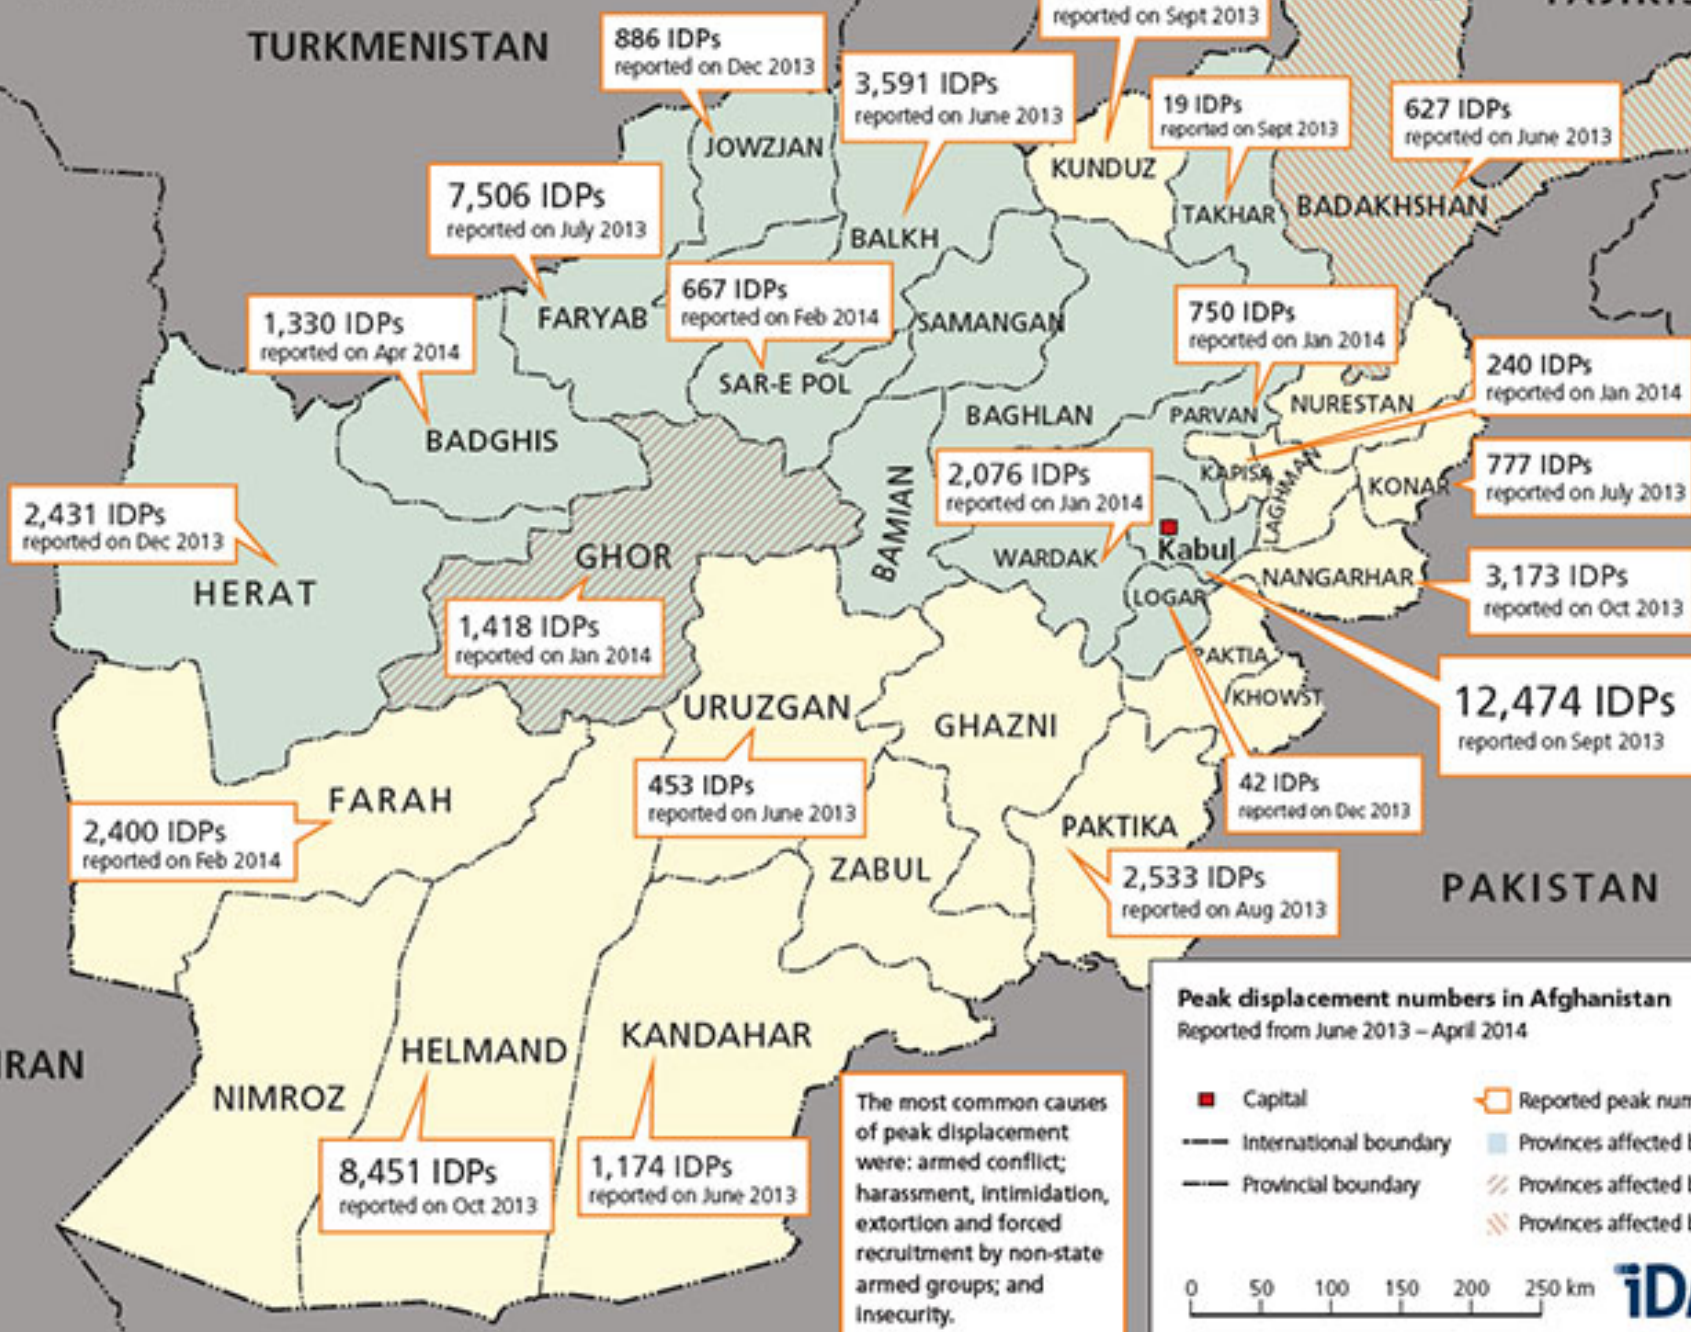 TURKMENISTAN
886 IDPs
reported on Dec 2013
3,591 IDPs
reported on June 2013
reported on Sept 2013
19 IDPs
reported on Sept 2013
627 IDPs
reported on June 2013
JOWZJAN
KUNDUZ
7,506 IDPs
reported on July 2013
TAKHAR
BADAKHSHAN
BALKH
1,330 IDPs
reported on Apr 2014
FARYAB
667 IDPs
reported on Feb 2014
SAMANGAN
750 IDPs
reported on Jan 2014
240 IDPs
reported on Jan 2014
SAR-E POL
BADGHIS
BAGHLAN
PARVAN
NURESTAN
2,431 IDPs
reported on Dec 2013
2,076 IDPs
reported on Jan 2014
KAPISA
LAGHMAN
KONAR
777 IDPs
reported on July 2013
HERAT
GHOR
BAMIAN
WARDAK
Kabul
LOGAR
NANGARHAR
3,173 IDPs
reported on Oct 2013
1,418 IDPs
reported on Jan 2014
PAKTIA
KHOWST
12,474 IDPs
reported on Sept 2013
URUZGAN
GHAZNI
453 IDPs
reported on June 2013
42 IDPs
reported on Dec 2013
FARAH
2,400 IDPs
reported on Feb 2014
ZABUL
PAKTIKA
2,533 IDPs
reported on Aug 2013
PAKISTAN
RAN
NIMROZ
HELMAND
KANDAHAR
8,451 IDPs
reported on Oct 2013
1,174 IDPs
reported on June 2013
The most common causes
of peak displacement
were: armed conflict;
harassment, intimidation,
extortion and forced
recruitment by non-state
armed groups; and
insecurity.
Peak displacement numbers in Afghanistan
Reported from June 2013 – April 2014
Capital
International boundary
Provincial boundary
Reported peak num
Provinces affected
Provinces affected
Provinces affected
0 50 100 150 200 250 km